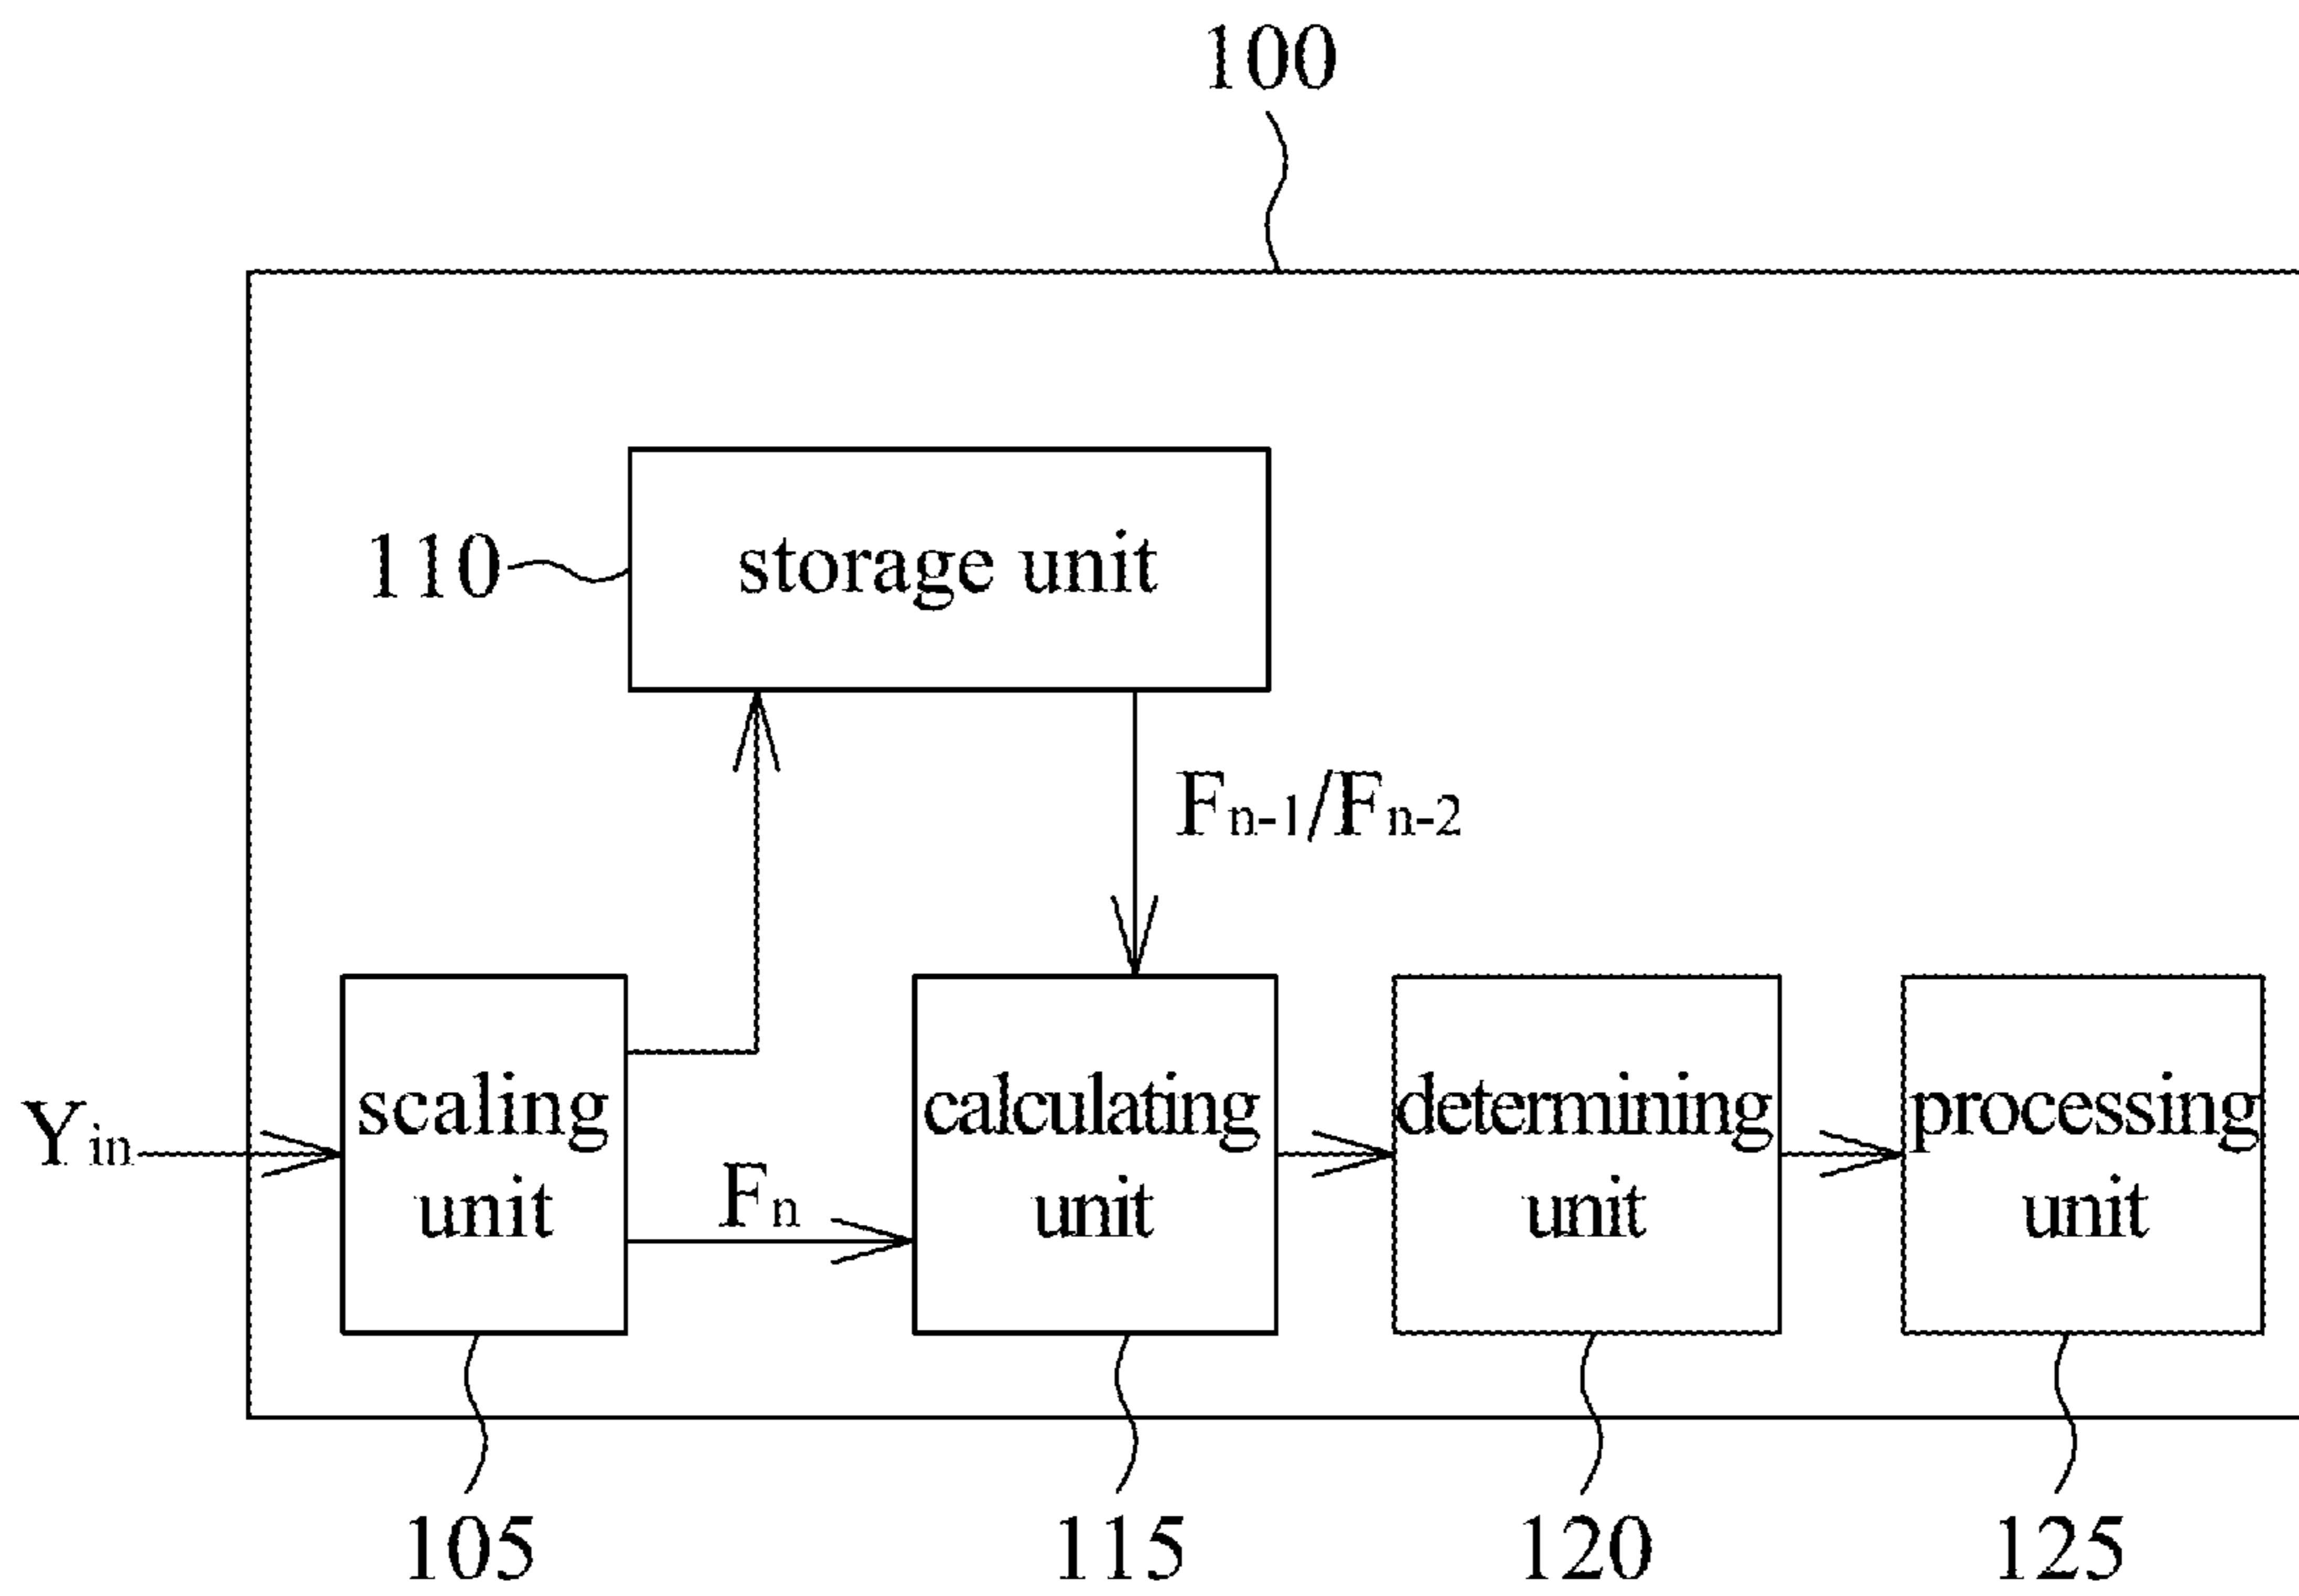 100
110
storage unit
Fn-1/Fn-2
Yin
scaling
unit
Fn
calculating
unit
determining
unit
processing
unit
105
115
120
125